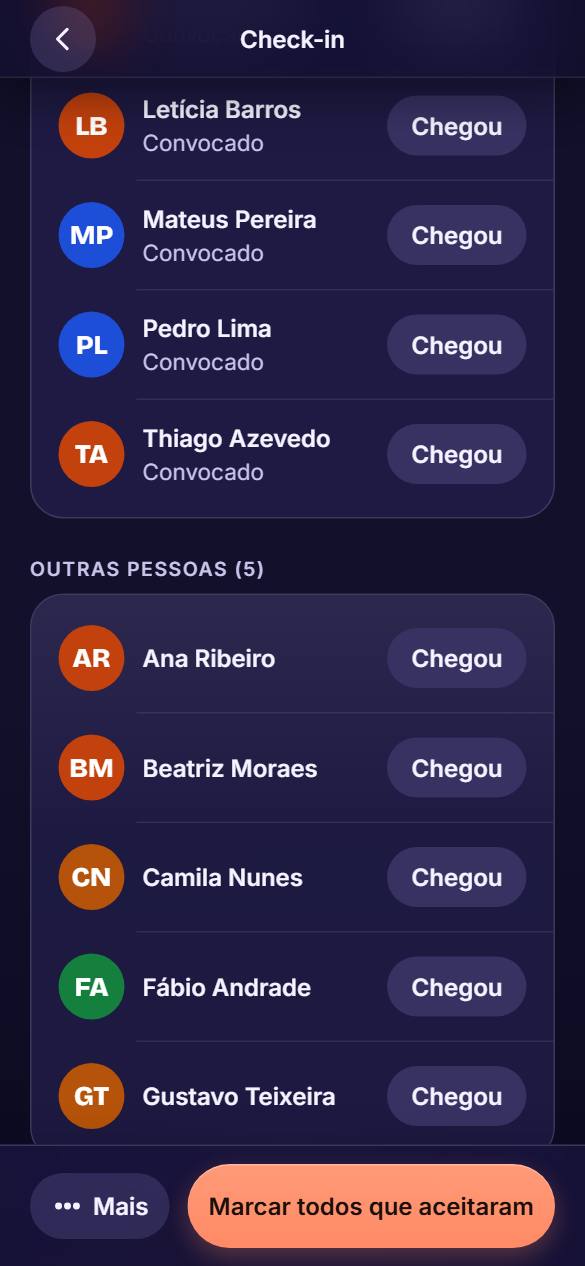 Check-in
LB
Letícia Barros
Convocado
Chegou
MP
Mateus Pereira
Convocado
Chegou
PL
Pedro Lima
Convocado
Chegou
TA
Thiago Azevedo
Convocado
Chegou
OUTRAS PESSOAS (5)
AR
Ana Ribeiro
Chegou
BM
Beatriz Moraes
Chegou
CN
Camila Nunes
Chegou
FA
Fábio Andrade
Chegou
GT
Gustavo Teixeira
Chegou
Mais
Marcar todos que aceitaram